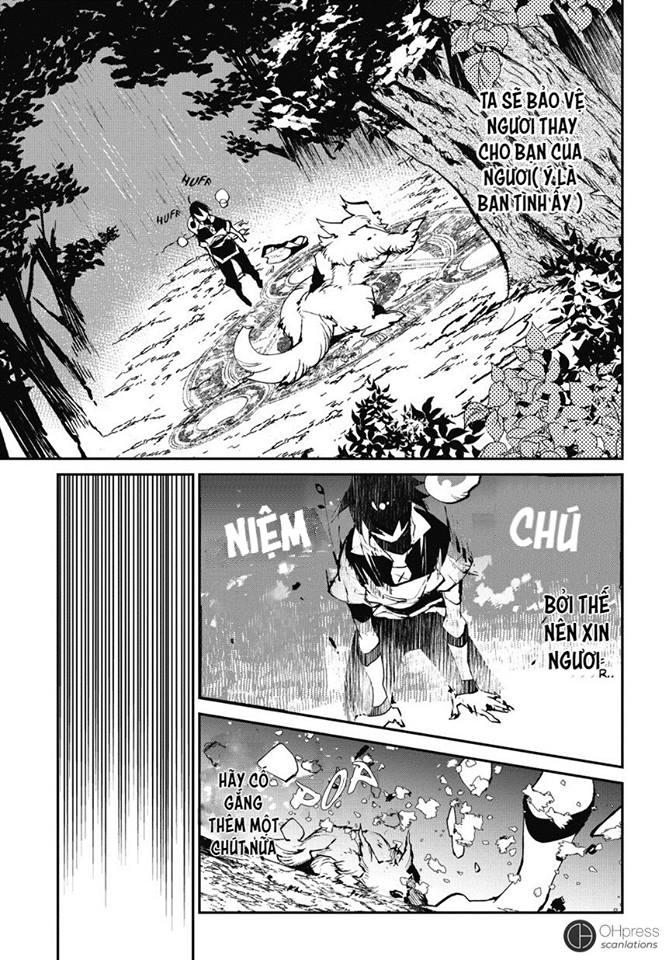 TA SẼ BẢO VỆ
NGƯƠI THAY
CHO BẠN CỦA
NGƯƠI( Ý LÀ
BẠN TÌNH ẤY )
HUFF
HUFF
NIỆM CHÚ
BỞI THẾ
NÊN XIN
NGƯƠI
R..
POP
HÃY CỐ
GẮNG
THÊM MỘT
CHÚT NỮA
OHpress
scanlations